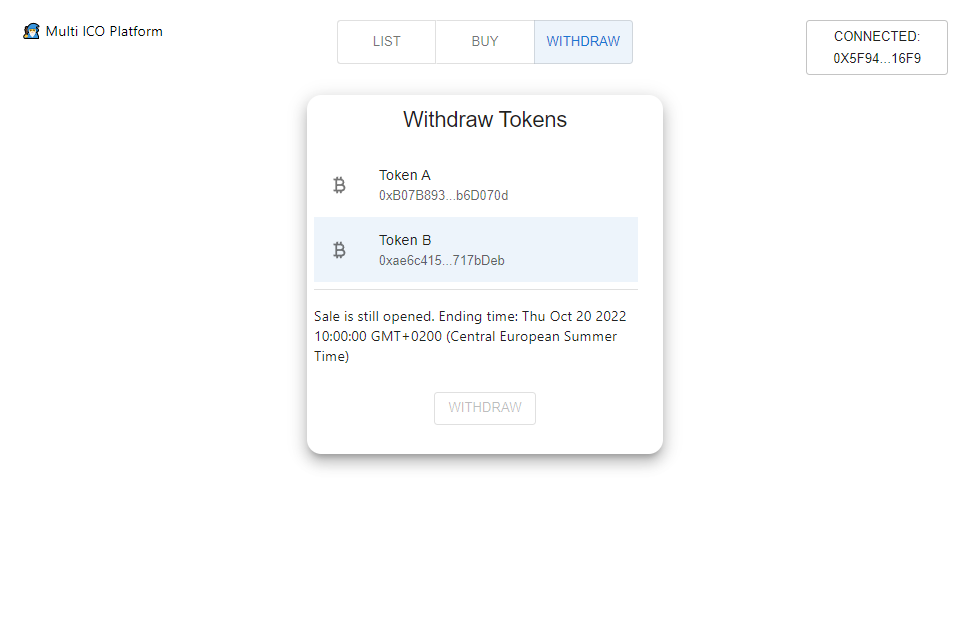 Multi ICO Platform
LIST
BUY
WITHDRAW
CONNECTED:
0X5F94...16F9
Withdraw Tokens
Token A
0xB07B893...b6D070d
Token B
0xae6c415...717bDeb
Sale is still opened. Ending time: Thu Oct 20 2022
10:00:00 GMT+0200 (Central European Summer
Time)
WITHDRAW